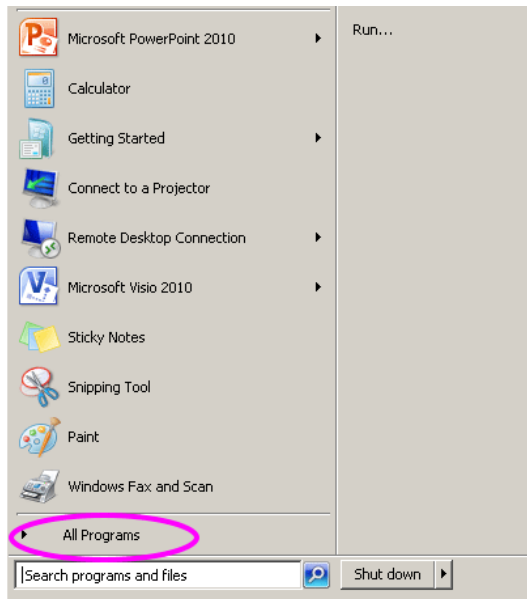 Microsoft PowerPoint 2010
Run...
Calculator
Getting Started
Connect to a Projector
Remote Desktop Connection
Microsoft Visio 2010
Sticky Notes
Snipping Tool
Paint
Windows Fax and Scan
All Programs
Search programs and files
Shut down